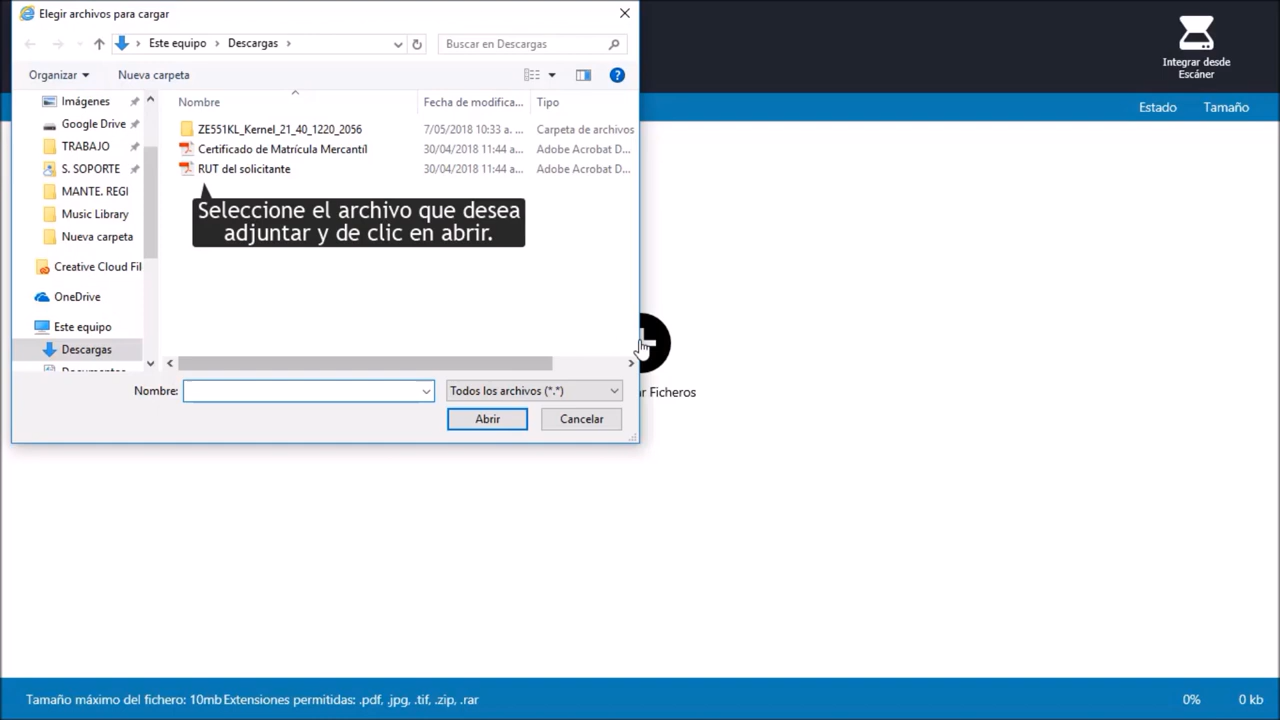 Elegir archivos para cargar
Este equipo
Descargas
Buscar en Descargas
Integrar desde
Escáner
Organizar
Nueva carpeta
Imágenes
Google Drive
TRABAJO
S. SOPORTE
MANTE. REGI
Music Library
Nueva carpeta
Creative Cloud Fil
OneDrive
Este equipo
Descargas
Nombre
Fecha de modifica...
Tipo
Estado
Tamaño
ZE551KL_Kernel_21_40_1220_2056
7/05/2018 10:33 a. ...
Carpeta de archivos
Certificado de Matrícula Mercantil
30/04/2018 11:44 a...
Adobe Acrobat D...
RUT del solicitante
30/04/2018 11:44 a...
Adobe Acrobat D...
Seleccione el archivo que desea
adjuntar y de clic en abrir.
Nombre:
Todos los archivos (*.*)
Abrir
Cancelar
r Ficheros
Tamaño máximo del fichero: 10mb Extensiones permitidas: .pdf, .jpg, .tif, .zip, .rar
0%
0 kb